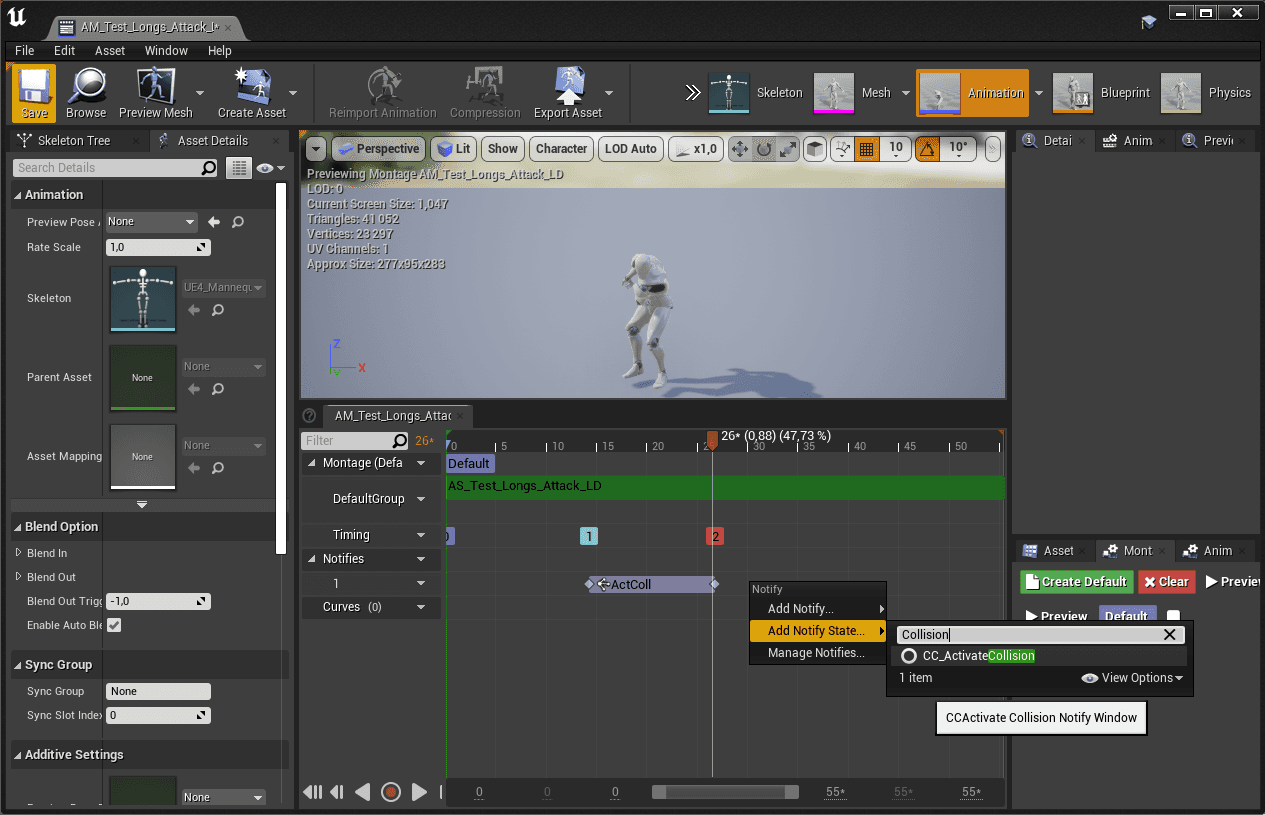 AM_Test_Longs_Attack_l*
File Edit Asset Window Help
Save Browse Preview Mesh Create Asset Reimport Animation Compression Export Asset Skeleton Mesh Animation Blueprint Physics
Skeleton Tree Asset Details
Search Details
Animation
Preview Pose
None
Rate Scale
1,0
Skeleton
UE4_Mannequ
Parent Asset
None
None
Asset Mapping
None
None
Blend Option
Blend In
Blend Out
Blend Out Trigg
-1,0
Enable Auto Ble
Sync Group
Sync Group
None
Sync Slot Index
0
Additive Settings
None
Perspective Lit Show Character LOD Auto x1,0 10 10°
Previewing Montage AM_Test_Longs_Attack_LD
LOD: 0
Current Screen Size: 1,047
Triangles: 41 052
Vertices: 23 297
UV Channels: 1
Approx Size: 277x95x283
Z
X
Y
AM_Test_Longs_Attac
Filter
26*
26* (0,88) (47,73 %)
0 5 10 15 20 30 35 40 45 50
Montage (Defa
Default
DefaultGroup
AS_Test_Longs_Attack_LD
Timing
1 2
Notifies
1
ActColl
Curves (0)
0 0 0 55* 55* 55*
Notify
Add Notify...
Add Notify State...
Manage Notifies...
Collision
CC_ActivateCollision
1 item
View Options
CCActivate Collision Notify Window
Detai Anim Previ
Asset Mont Anim
Create Default Clear Previe
Preview Default